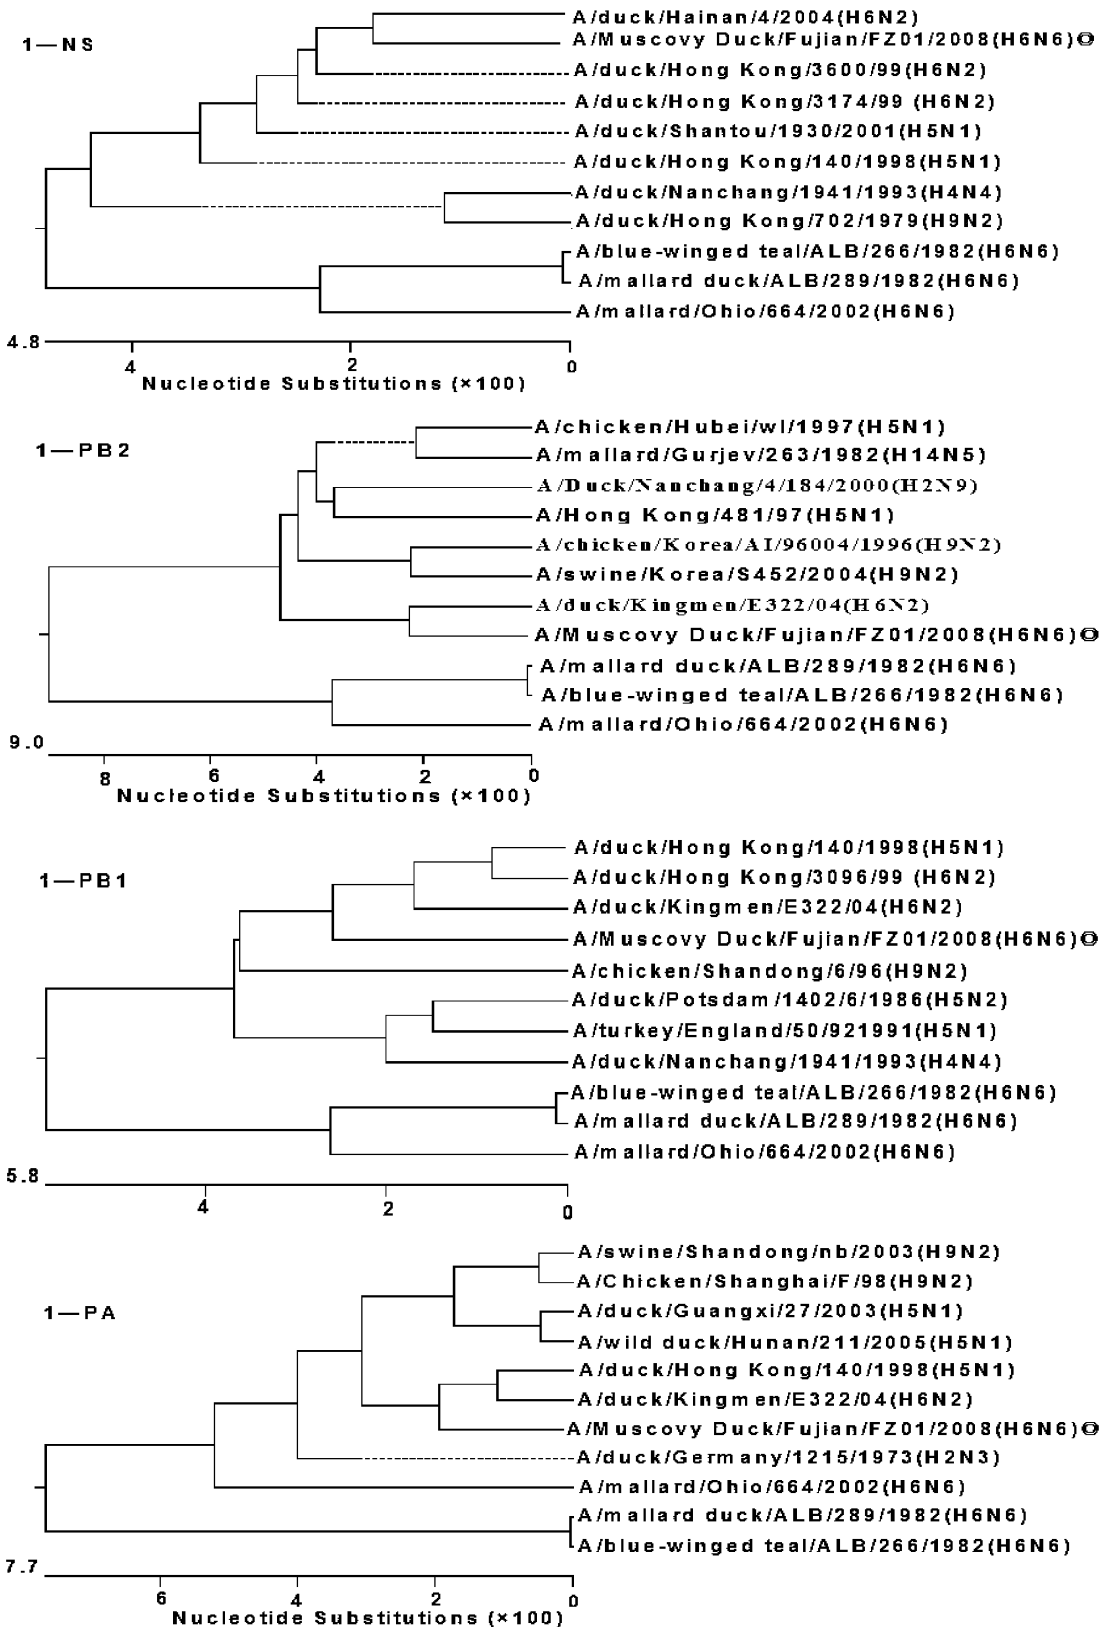 A/duck/Hainan/4/2004(H6N2)
1—NS
A/Muscovy Duck/Fujian/FZ01/2008(H6N6)
A/duck/Hong Kong/3600/99(H6N2)
A/duck/Hong Kong/3174/99 (H6N2)
A/duck/Shantou/1930/2001(H5N1)
A/duck/Hong Kong/140/1998(H5N1)
A/duck/Nanchang/1941/1993(H4N4)
A/duck/Hong Kong/702/1979(H9N2)
A/blue-winged teal/ALB/266/1982(H6N6)
A/mallard duck/ALB/289/1982(H6N6)
A/mallard/Ohio/664/2002(H6N6)
4.8
4 2 0
Nucleotide Substitutions (×100)
A/chicken/Hubei/wl/1997(H5N1)
1—PB2
A/mallard/Gurjev/263/1982(H14N5)
A/Duck/Nanchang/4/184/2000(H2N9)
A/Hong Kong/481/97(H5N1)
A/chicken/Korea/AI/96004/1996(H9N2)
A/swine/Korea/S452/2004(H9N2)
A/duck/Kingmen/E322/04(H6N2)
A/Muscovy Duck/Fujian/FZ01/2008(H6N6)
A/mallard duck/ALB/289/1982(H6N6)
A/blue-winged teal/ALB/266/1982(H6N6)
A/mallard/Ohio/664/2002(H6N6)
9.0
8 6 4 2 0
Nucleotide Substitutions (×100)
A/duck/Hong Kong/140/1998(H5N1)
1—PB1
A/duck/Hong Kong/3096/99 (H6N2)
A/duck/Kingmen/E322/04(H6N2)
A/Muscovy Duck/Fujian/FZ01/2008(H6N6)
A/chicken/Shandong/6/96(H9N2)
A/duck/Potsdam/1402/6/1986(H5N2)
A/turkey/England/50/921991(H5N1)
A/duck/Nanchang/1941/1993(H4N4)
A/blue-winged teal/ALB/266/1982(H6N6)
A/mallard duck/ALB/289/1982(H6N6)
A/mallard/Ohio/664/2002(H6N6)
5.8
4 2 0
A/swine/Shandong/nb/2003(H9N2)
A/Chicken/Shanghai/F/98(H9N2)
1—PA
A/duck/Guangxi/27/2003(H5N1)
A/wild duck/Hunan/211/2005(H5N1)
A/duck/Hong Kong/140/1998(H5N1)
A/duck/Kingmen/E322/04(H6N2)
A/Muscovy Duck/Fujian/FZ01/2008(H6N6)
A/duck/Germany/1215/1973(H2N3)
A/mallard/Ohio/664/2002(H6N6)
A/mallard duck/ALB/289/1982(H6N6)
A/blue-winged teal/ALB/266/1982(H6N6)
7.7
6 4 2 0
Nucleotide Substitutions (×100)